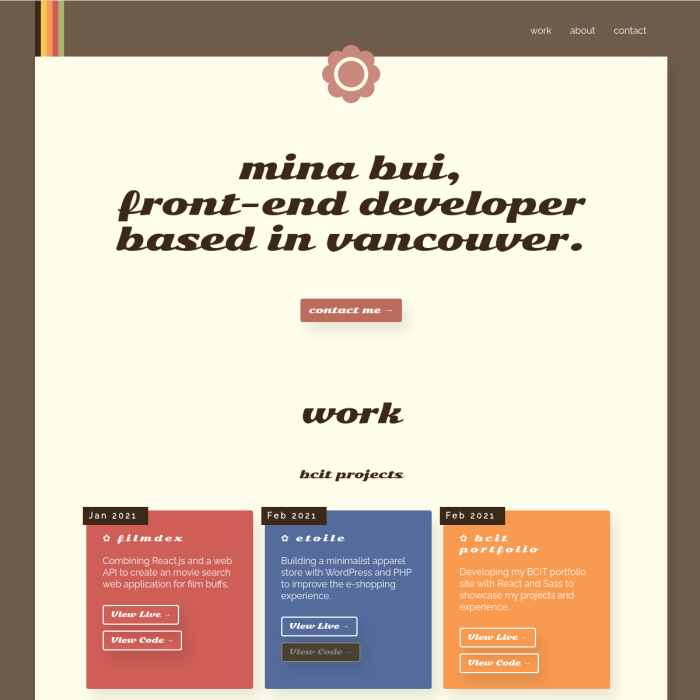 work about contact
mina bui,
front-end developer
based in vancouver.
contact me →
work
bcit projects
Jan 2021
✿ filmdex
Combining React.js and a web
API to create an movie search
web application for film buffs.
View Live →
View Code →
Feb 2021
✿ etoile
Building a minimalist apparel
store with WordPress and PHP
to improve the e-shopping
experience.
View Live →
View Code →
Feb 2021
✿ bcit
portfolio
Developing my BCIT portfolio
site with React and Sass to
showcase my projects and
experience.
View Live →
View Code →